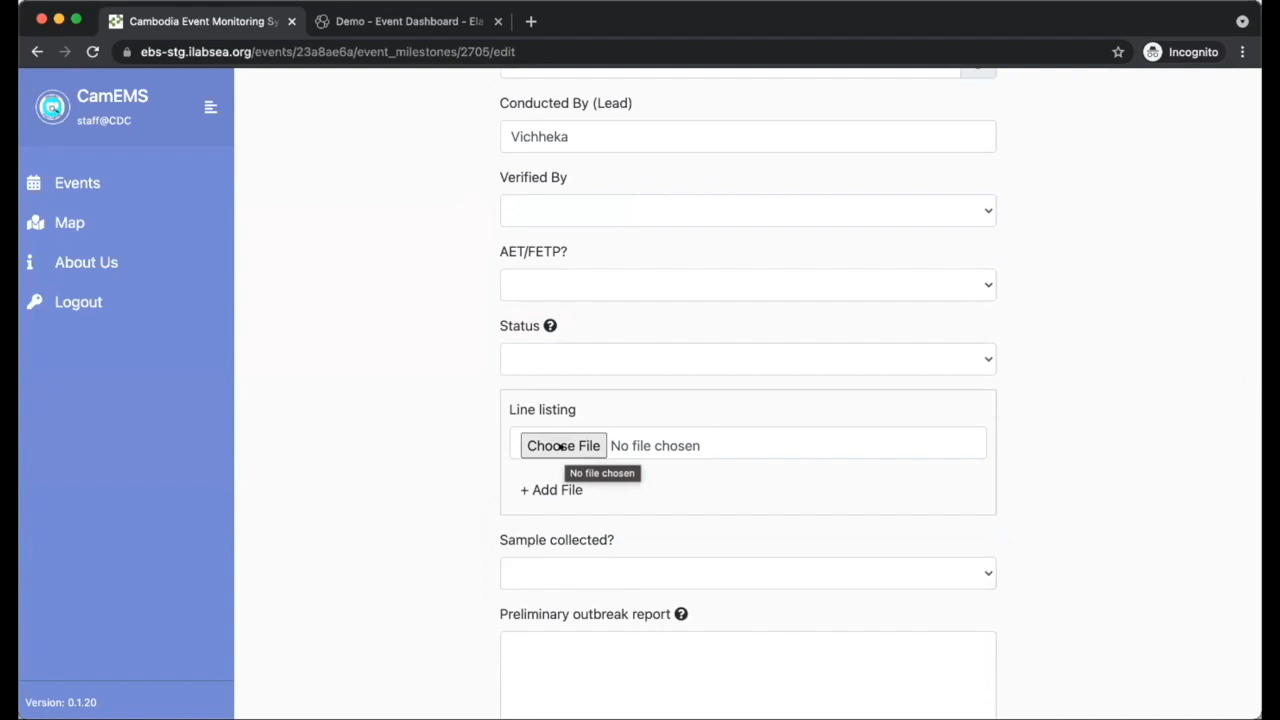 Cambodia Event Monitoring Sy
Demo - Event Dashboard - Ela
ebs-stg.ilabsea.org/events/23a8ae6a/event_milestones/2705/edit
Incognito
CamEMS
staff@CDC
Events
Map
About Us
Logout
Version: 0.1.20
Conducted By (Lead)
Vichheka
Verified By
AET/FETP?
Status
Line listing
Choose File No file chosen
No file chosen
+ Add File
Sample collected?
Preliminary outbreak report